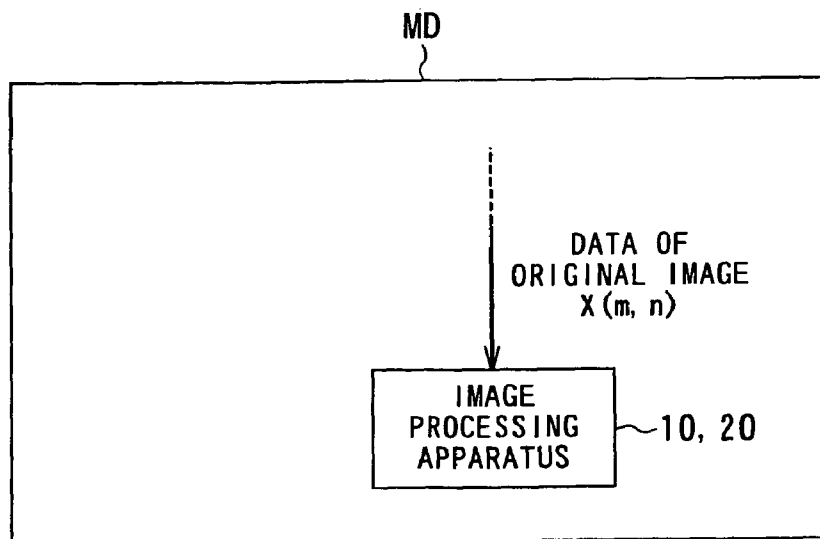 MD
DATA OF
ORIGINAL IMAGE
X(m, n)
IMAGE
PROCESSING
APPARATUS
10, 20